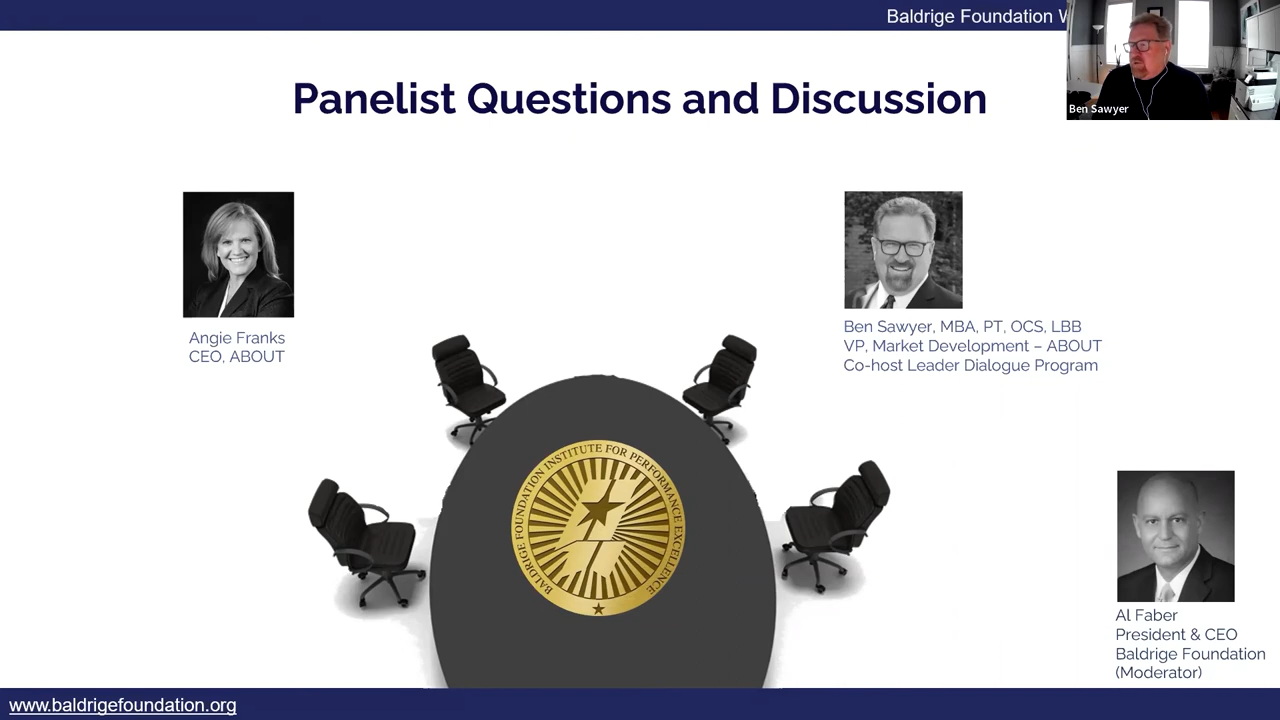 Baldrige Foundation
Ben Sawyer
Panelist Questions and Discussion
Angie Franks
CEO, ABOUT
Ben Sawyer, MBA, PT, OCS, LBB
VP, Market Development – ABOUT
Co-host Leader Dialogue Program
BALDRIGE FOUNDATION INSTITUTE FOR PERFORMANCE EXCELLENCE
Al Faber
President & CEO
Baldrige Foundation
(Moderator)
www.baldrigefoundation.org